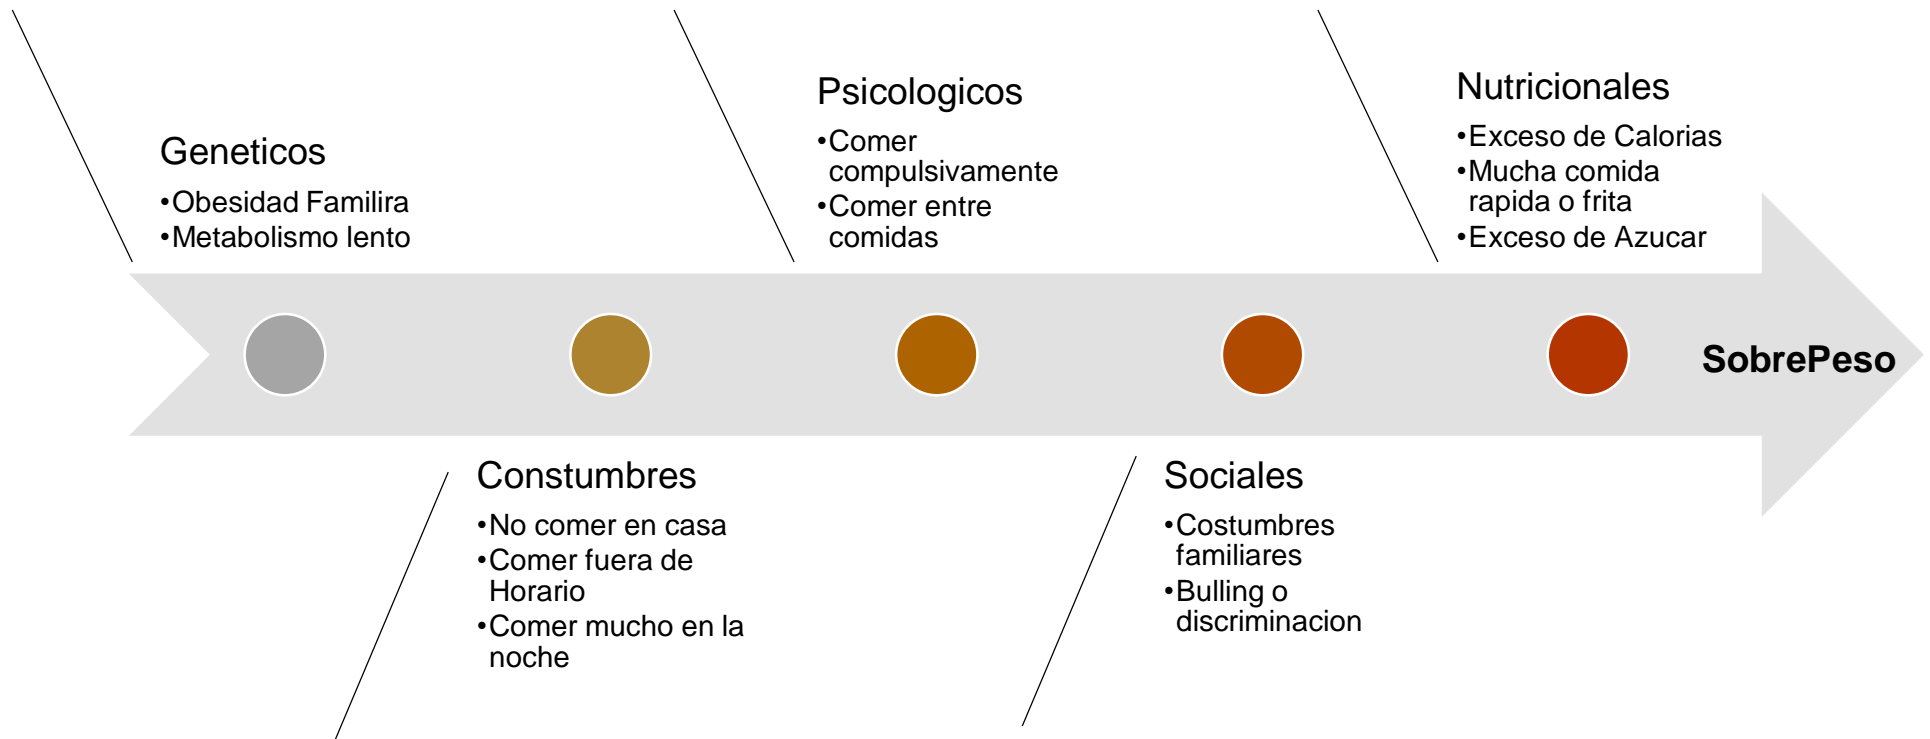 Geneticos
•Obesidad Familira
•Metabolismo lento
Psicologicos
•Comer
compulsivamente
•Comer entre
comidas
Nutricionales
•Exceso de Calorias
•Mucha comida
rapida o frita
•Exceso de Azucar
SobrePeso
Constumbres
•No comer en casa
•Comer fuera de
Horario
•Comer mucho en la
noche
Sociales
•Costumbres
familiares
•Bulling o
discriminacion